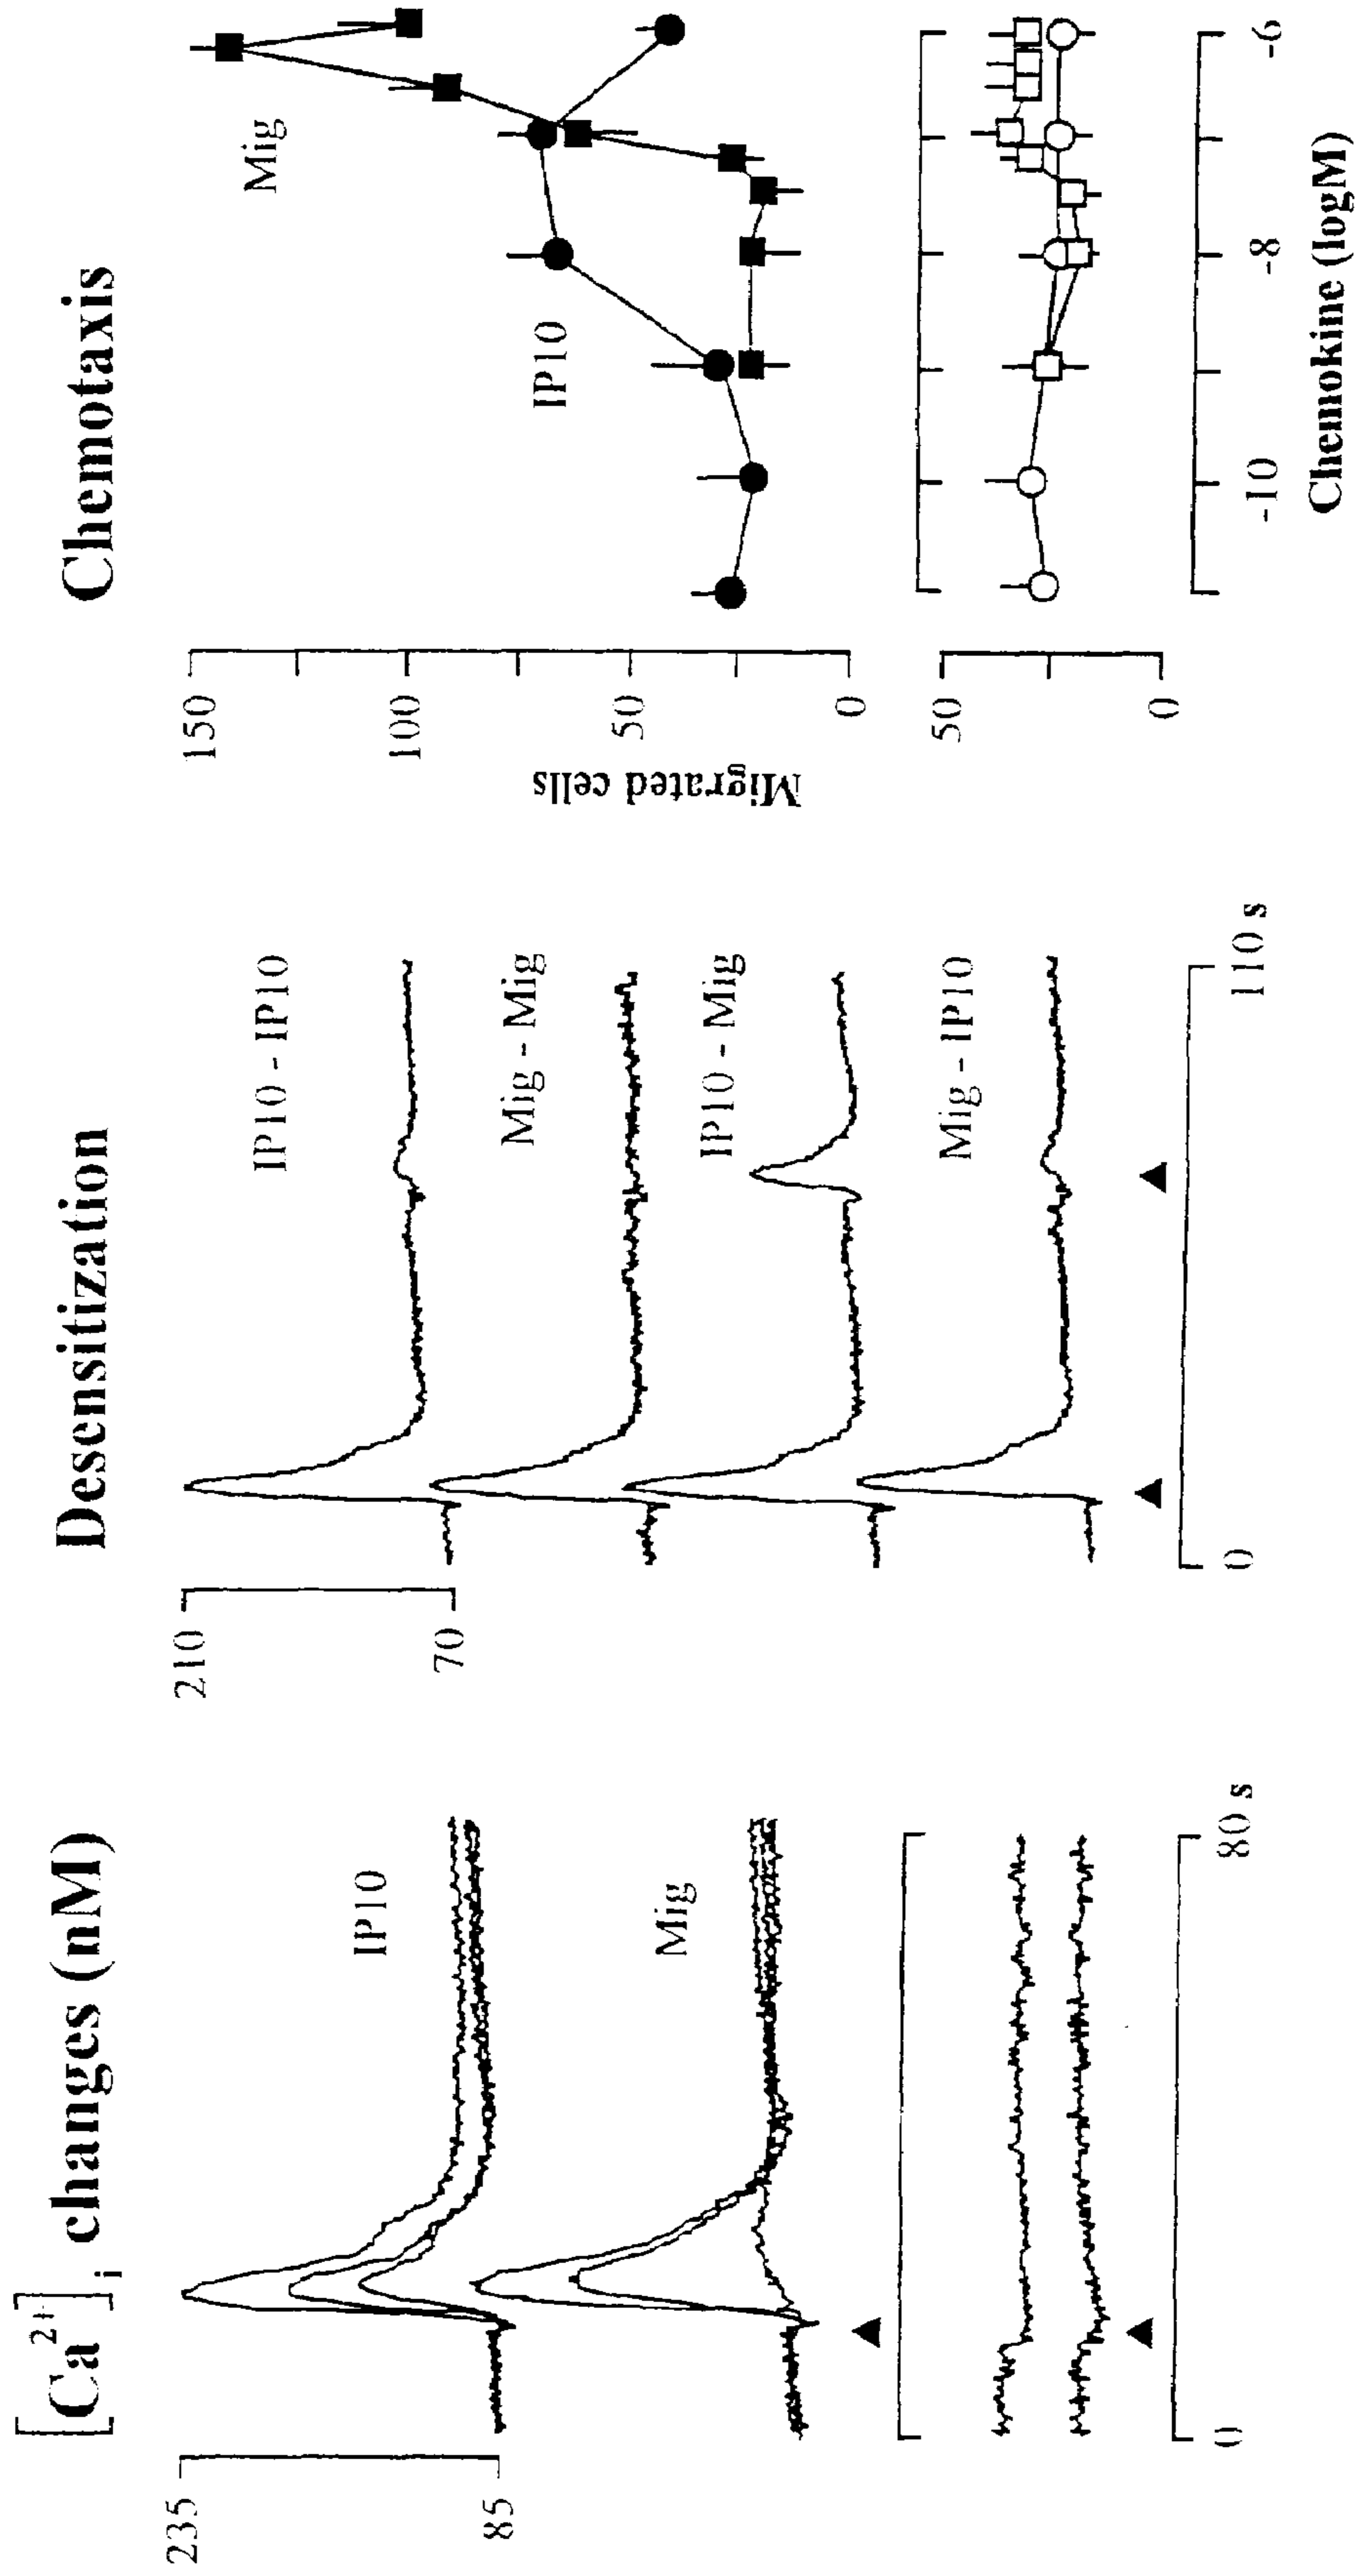 [Ca2+]i changes (nM)
235
85
IP10
Mig
0
80 s
Desensitization
210
70
IP10 - IP10
Mig - Mig
IP10 - Mig
Mig - IP10
0
110 s
Chemotaxis
Migrated cells
150
100
50
0
Mig
IP10
50
0
-10
-8
-6
Chemokine (logM)